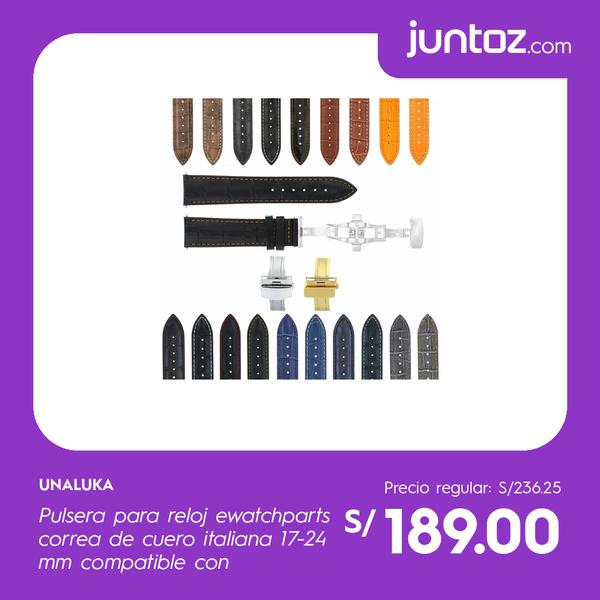 juntoz.com
UNALUKA
Pulsera para reloj ewatchparts
correa de cuero italiana 17-24
mm compatible con
Precio regular: S/236.25
S/189.00